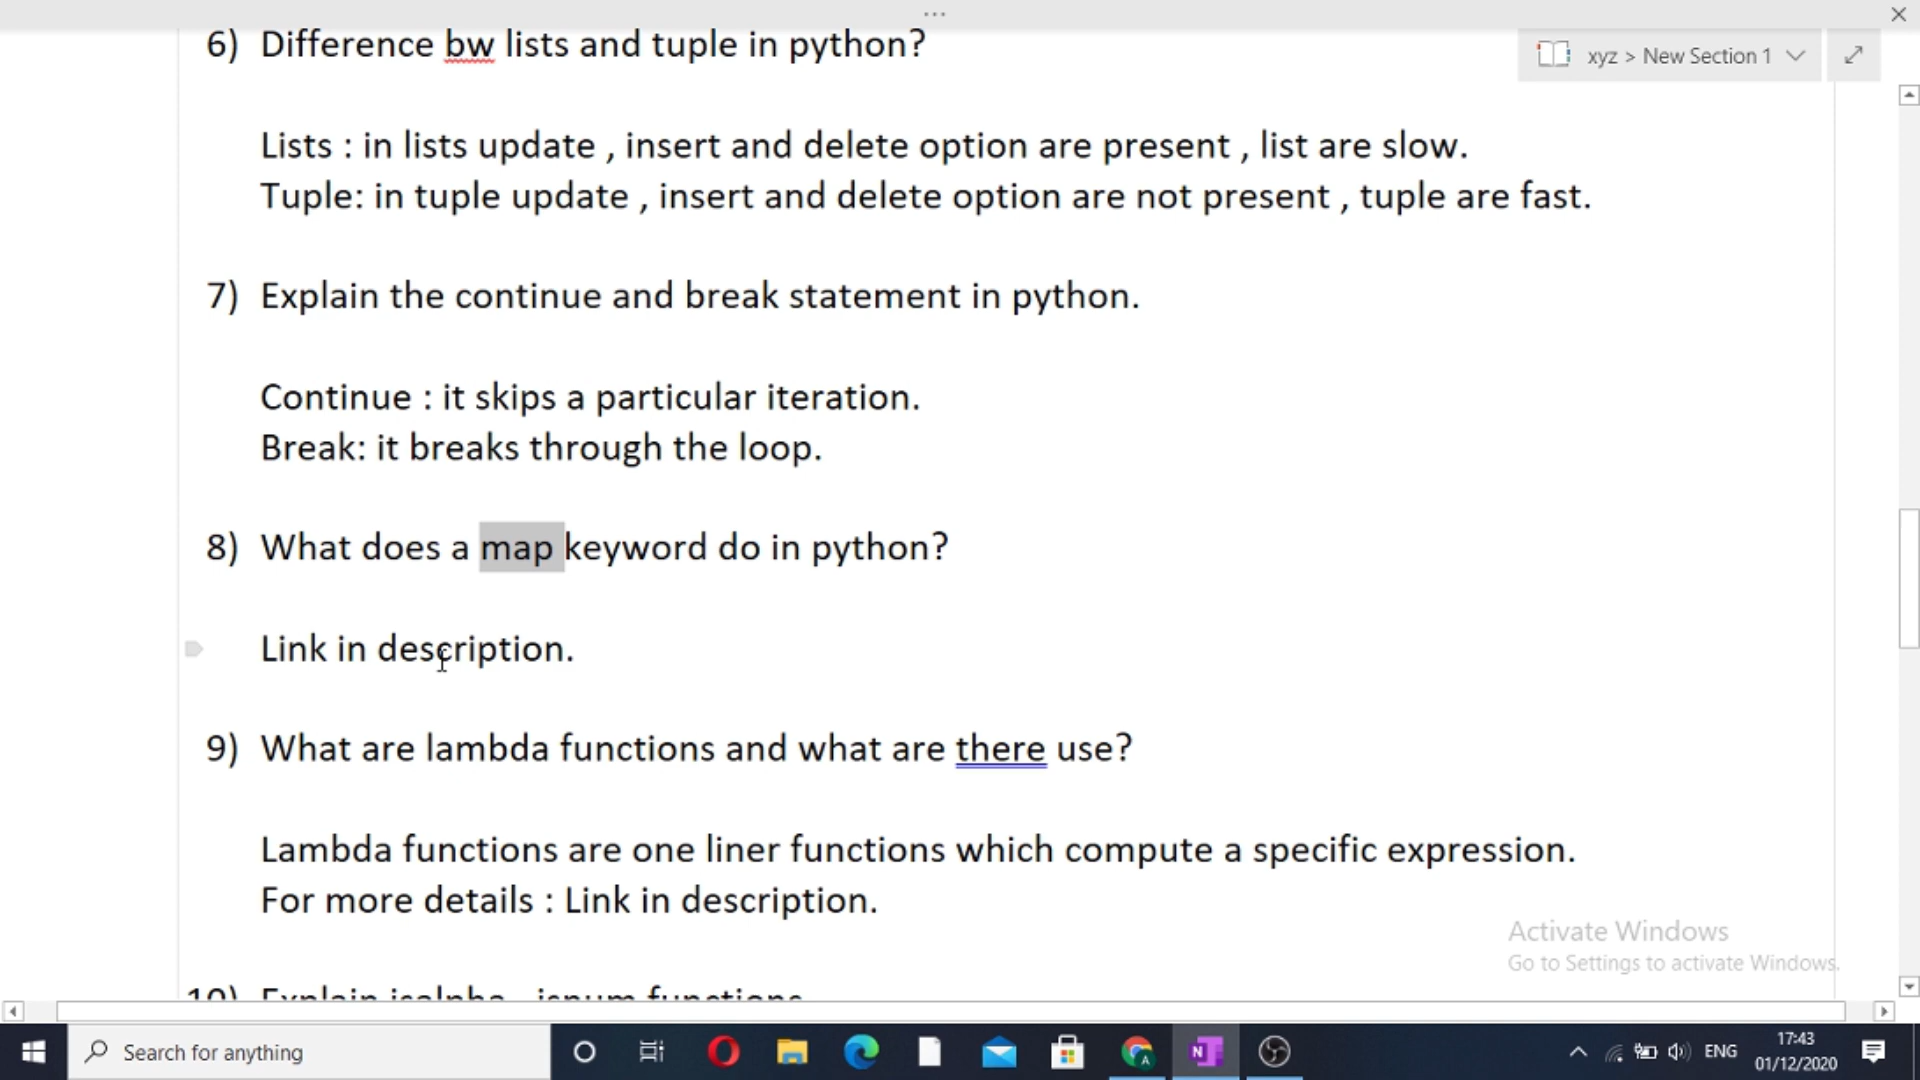 ...
6) Difference bw lists and tuple in python?
xyz > New Section 1
Lists : in lists update , insert and delete option are present , list are slow.
Tuple: in tuple update , insert and delete option are not present , tuple are fast.
7) Explain the continue and break statement in python.
Continue : it skips a particular iteration.
Break: it breaks through the loop.
8) What does a map keyword do in python?
Link in description.
9) What are lambda functions and what are there use?
Lambda functions are one liner functions which compute a specific expression.
For more details : Link in description.
Activate Windows
Go to Settings to activate Windows.
10) Explain isalpha , isnum functions
Search for anything
A
N
ENG
17:43
01/12/2020